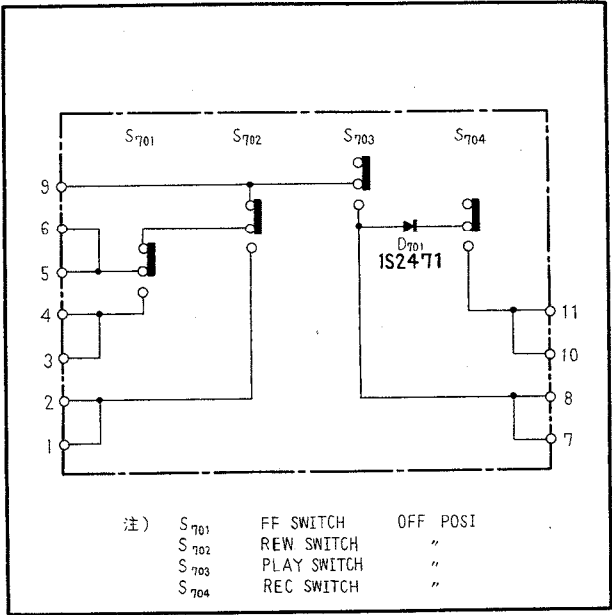 S701 S702 S703 S704
9
6
5
4
3
2
1
D701
1S2471
11
10
8
7
注) S701 FF SWITCH OFF POSI
S702 REW SWITCH 〃
S703 PLAY SWITCH 〃
S704 REC SWITCH 〃